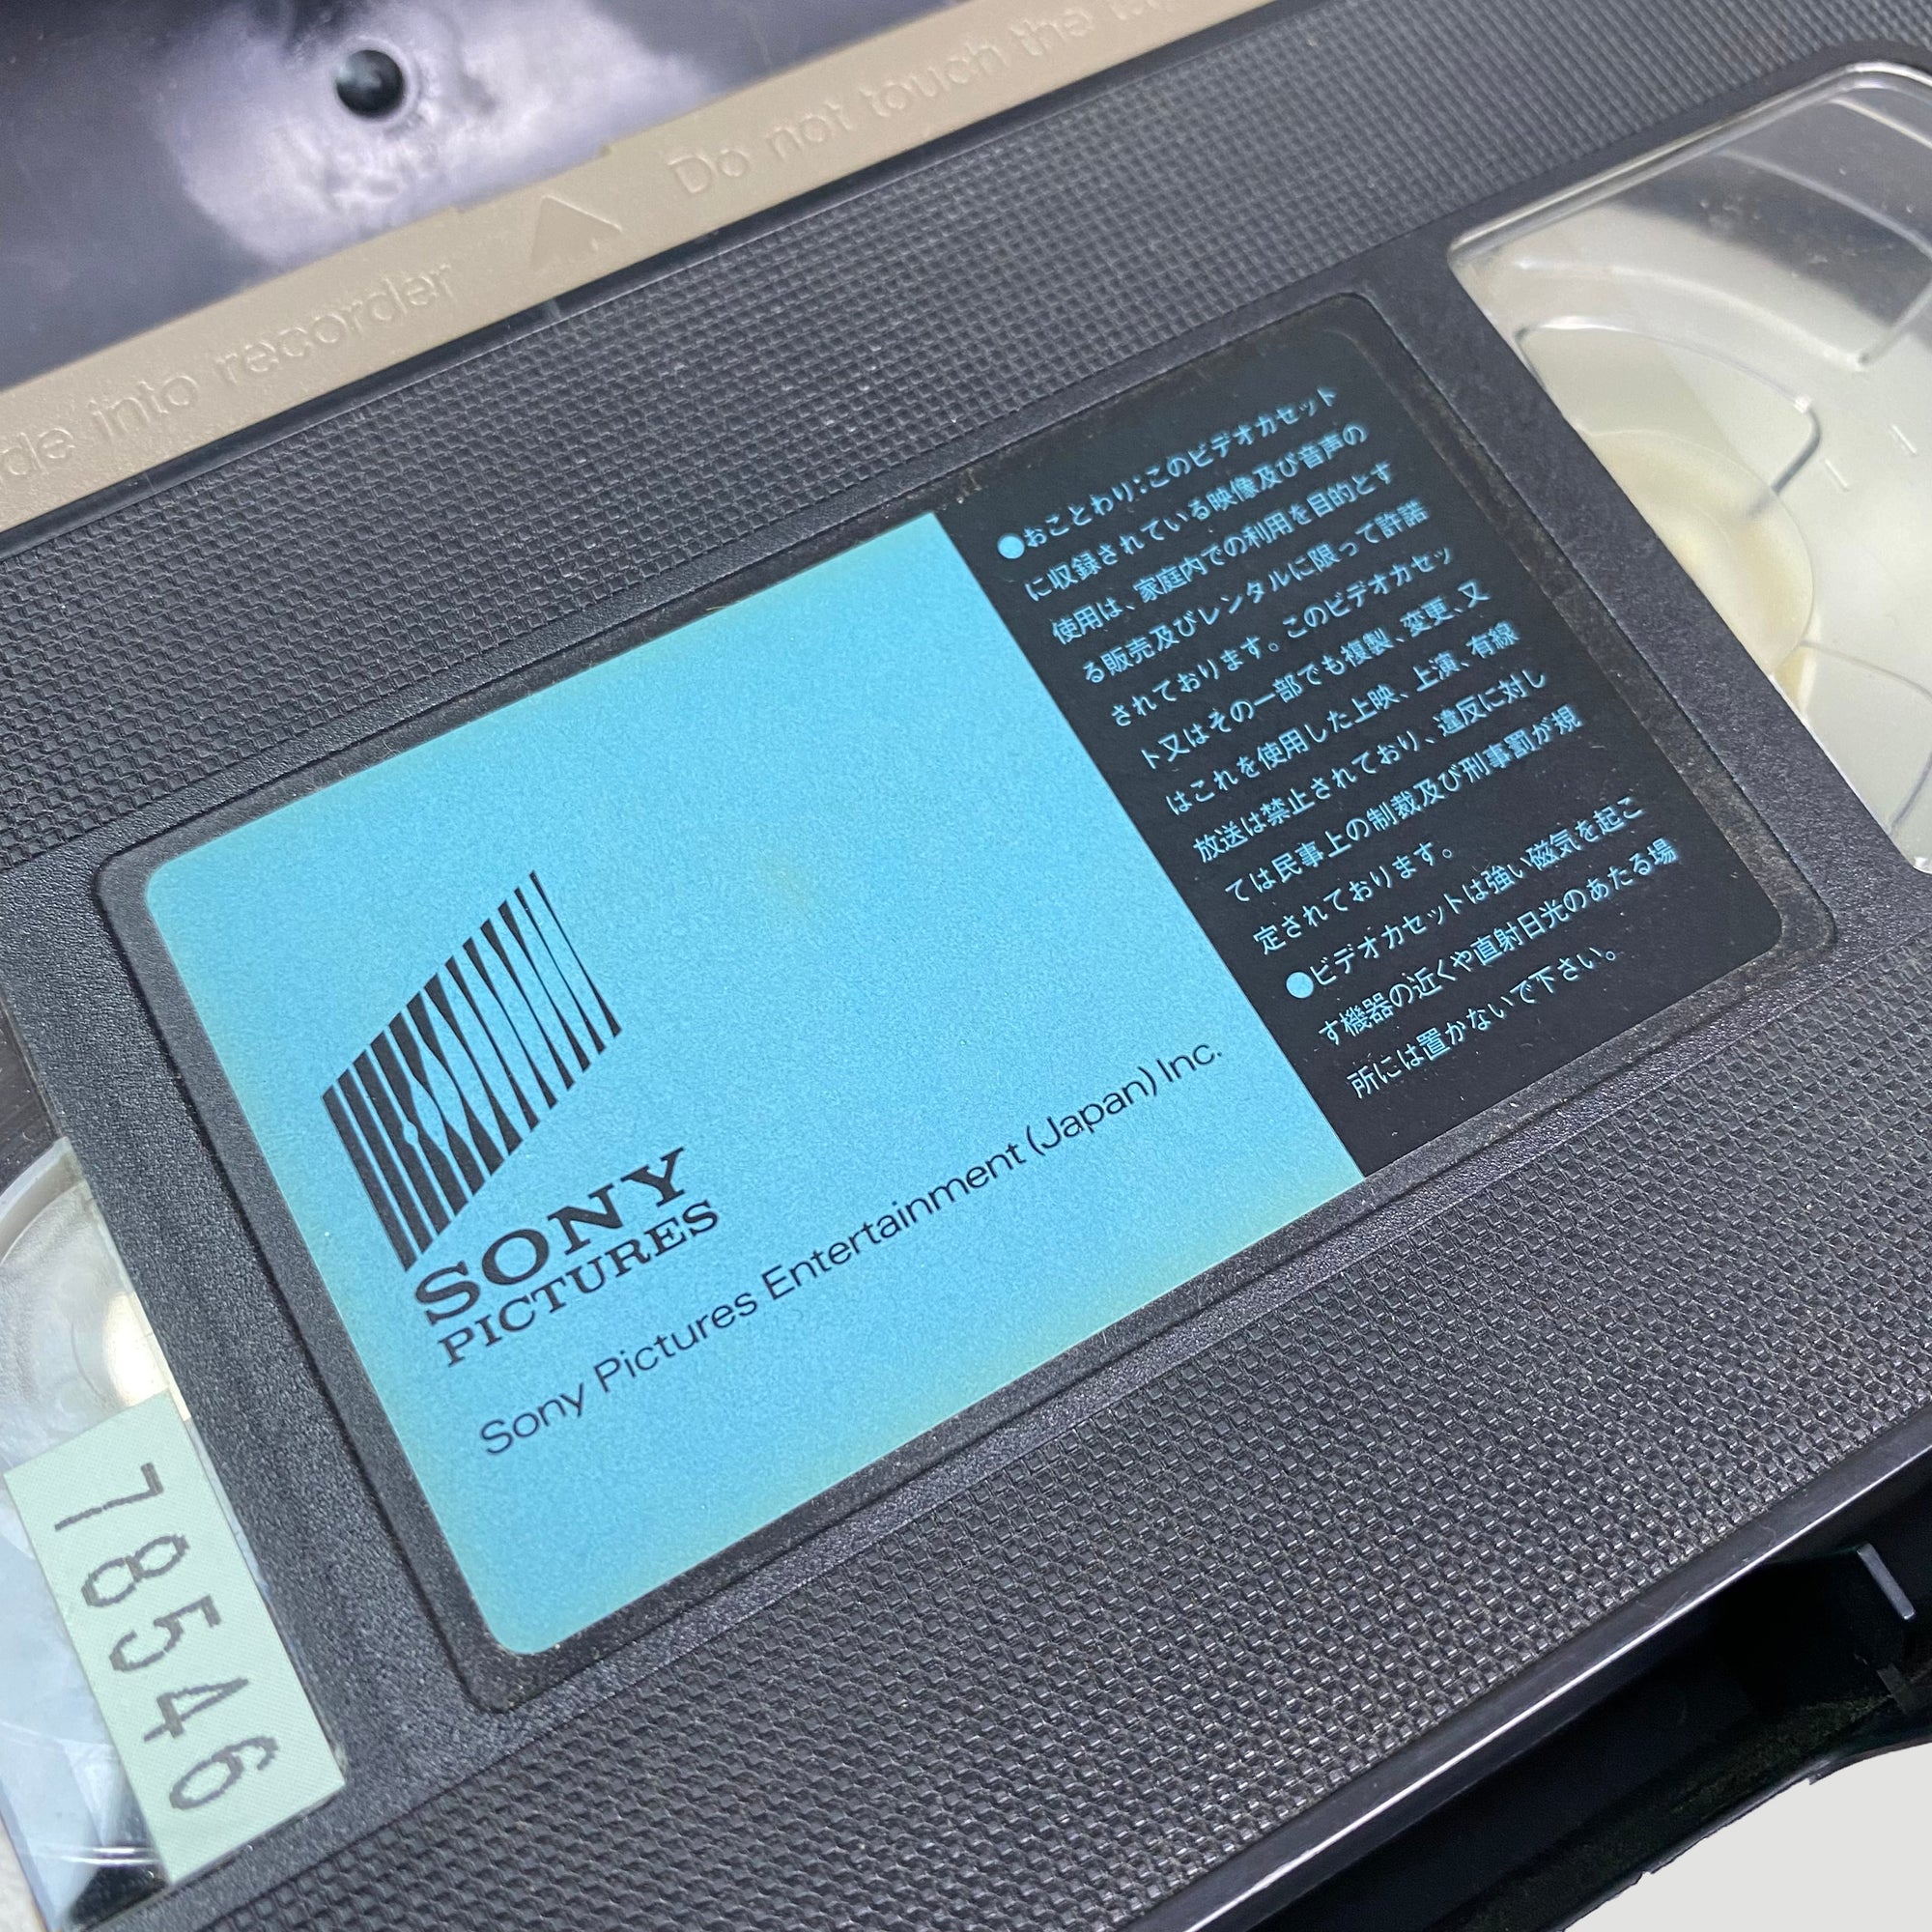 Do not touch the
into recorder
●おことわり:このビデオカセット
に収録されている映像及び音声の
使用は、家庭内での利用を目的とす
る販売及びレンタルに限って許諾
されております。このビデオカセッ
ト又はその一部でも複製、変更、又
はこれを使用した上映、上演、有線
放送は禁止されており、違反に対し
ては民事上の制裁及び刑事罰が規
定されております。
●ビデオカセットは強い磁気を起こ
す機器の近くや直射日光のあたる場
所には置かないで下さい。
SONY
PICTURES
Sony Pictures Entertainment (Japan) Inc.
78546